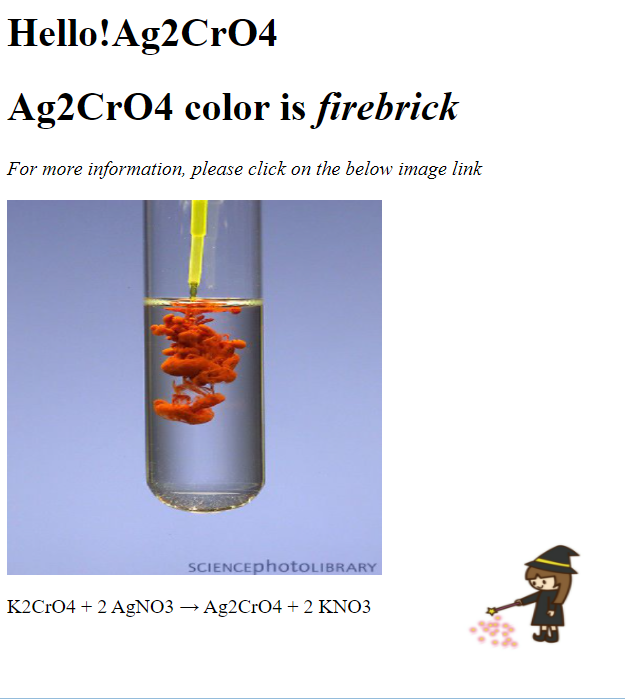 Hello!Ag2CrO4
Ag2CrO4 color is firebrick
For more information, please click on the below image link
SCIENCEphotoLIBRARY
K2CrO4 + 2 AgNO3 → Ag2CrO4 + 2 KNO3